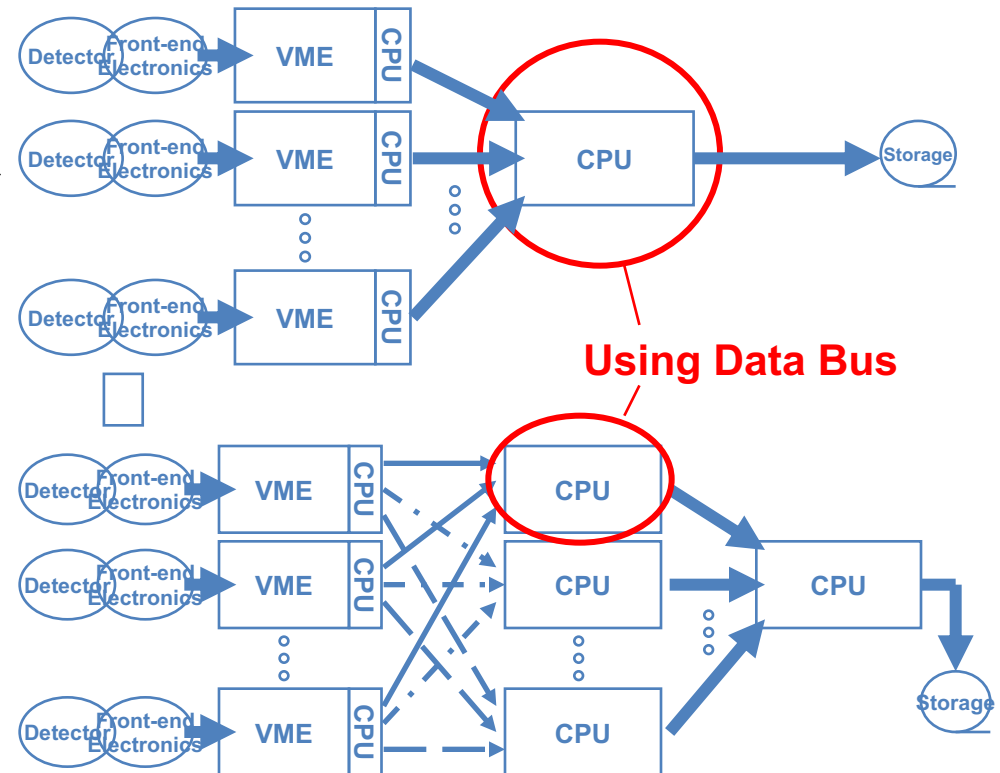 Detector
Front-end
Electronics
VME
CPU
Detector
Front-end
Electronics
VME
CPU
CPU
Storage
Detector
Front-end
Electronics
VME
CPU
Using Data Bus
Detector
Front-end
Electronics
VME
CPU
CPU
Detector
Front-end
Electronics
VME
CPU
CPU
CPU
Detector
Front-end
Electronics
VME
CPU
CPU
Storage